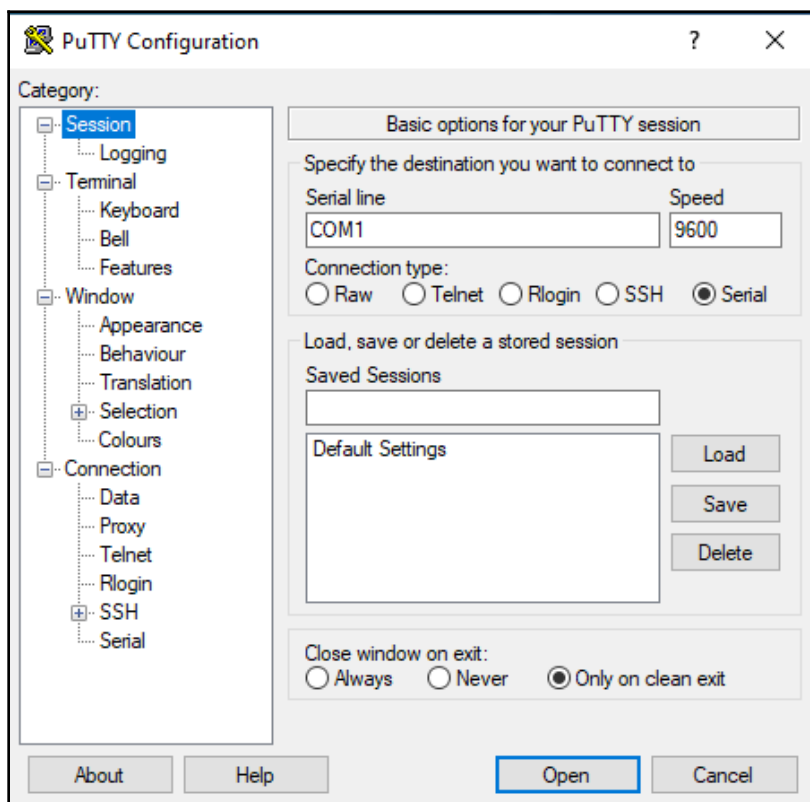 PuTTY Configuration
?
Category:
Session
Logging
Terminal
Keyboard
Bell
Features
Window
Appearance
Behaviour
Translation
Selection
Colours
Connection
Data
Proxy
Telnet
Rlogin
SSH
Serial
Basic options for your PuTTY session
Specify the destination you want to connect to
Serial line Speed
COM1 9600
Connection type:
Raw Telnet Rlogin SSH Serial
Load, save or delete a stored session
Saved Sessions
Default Settings
Load
Save
Delete
Close window on exit:
Always Never Only on clean exit
About Help Open Cancel